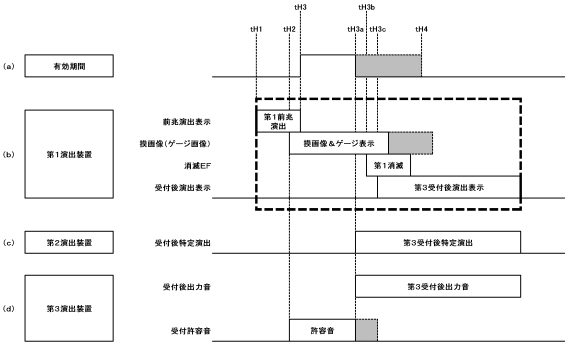 tH3
tH3b
tH1
tH2
tH3a
tH3c
tH4
(a)
有効期間
(b)
第1演出装置
前兆演出表示
第1前兆
演出
摸画像(ゲージ画像)
摸画像&ゲージ表示
消滅EF
第1消滅
受付後演出表示
第3受付後演出表示
(c)
第2演出装置
受付後特定演出
第3受付後特定演出
(d)
第3演出装置
受付後出力音
第3受付後出力音
受付許容音
許容音